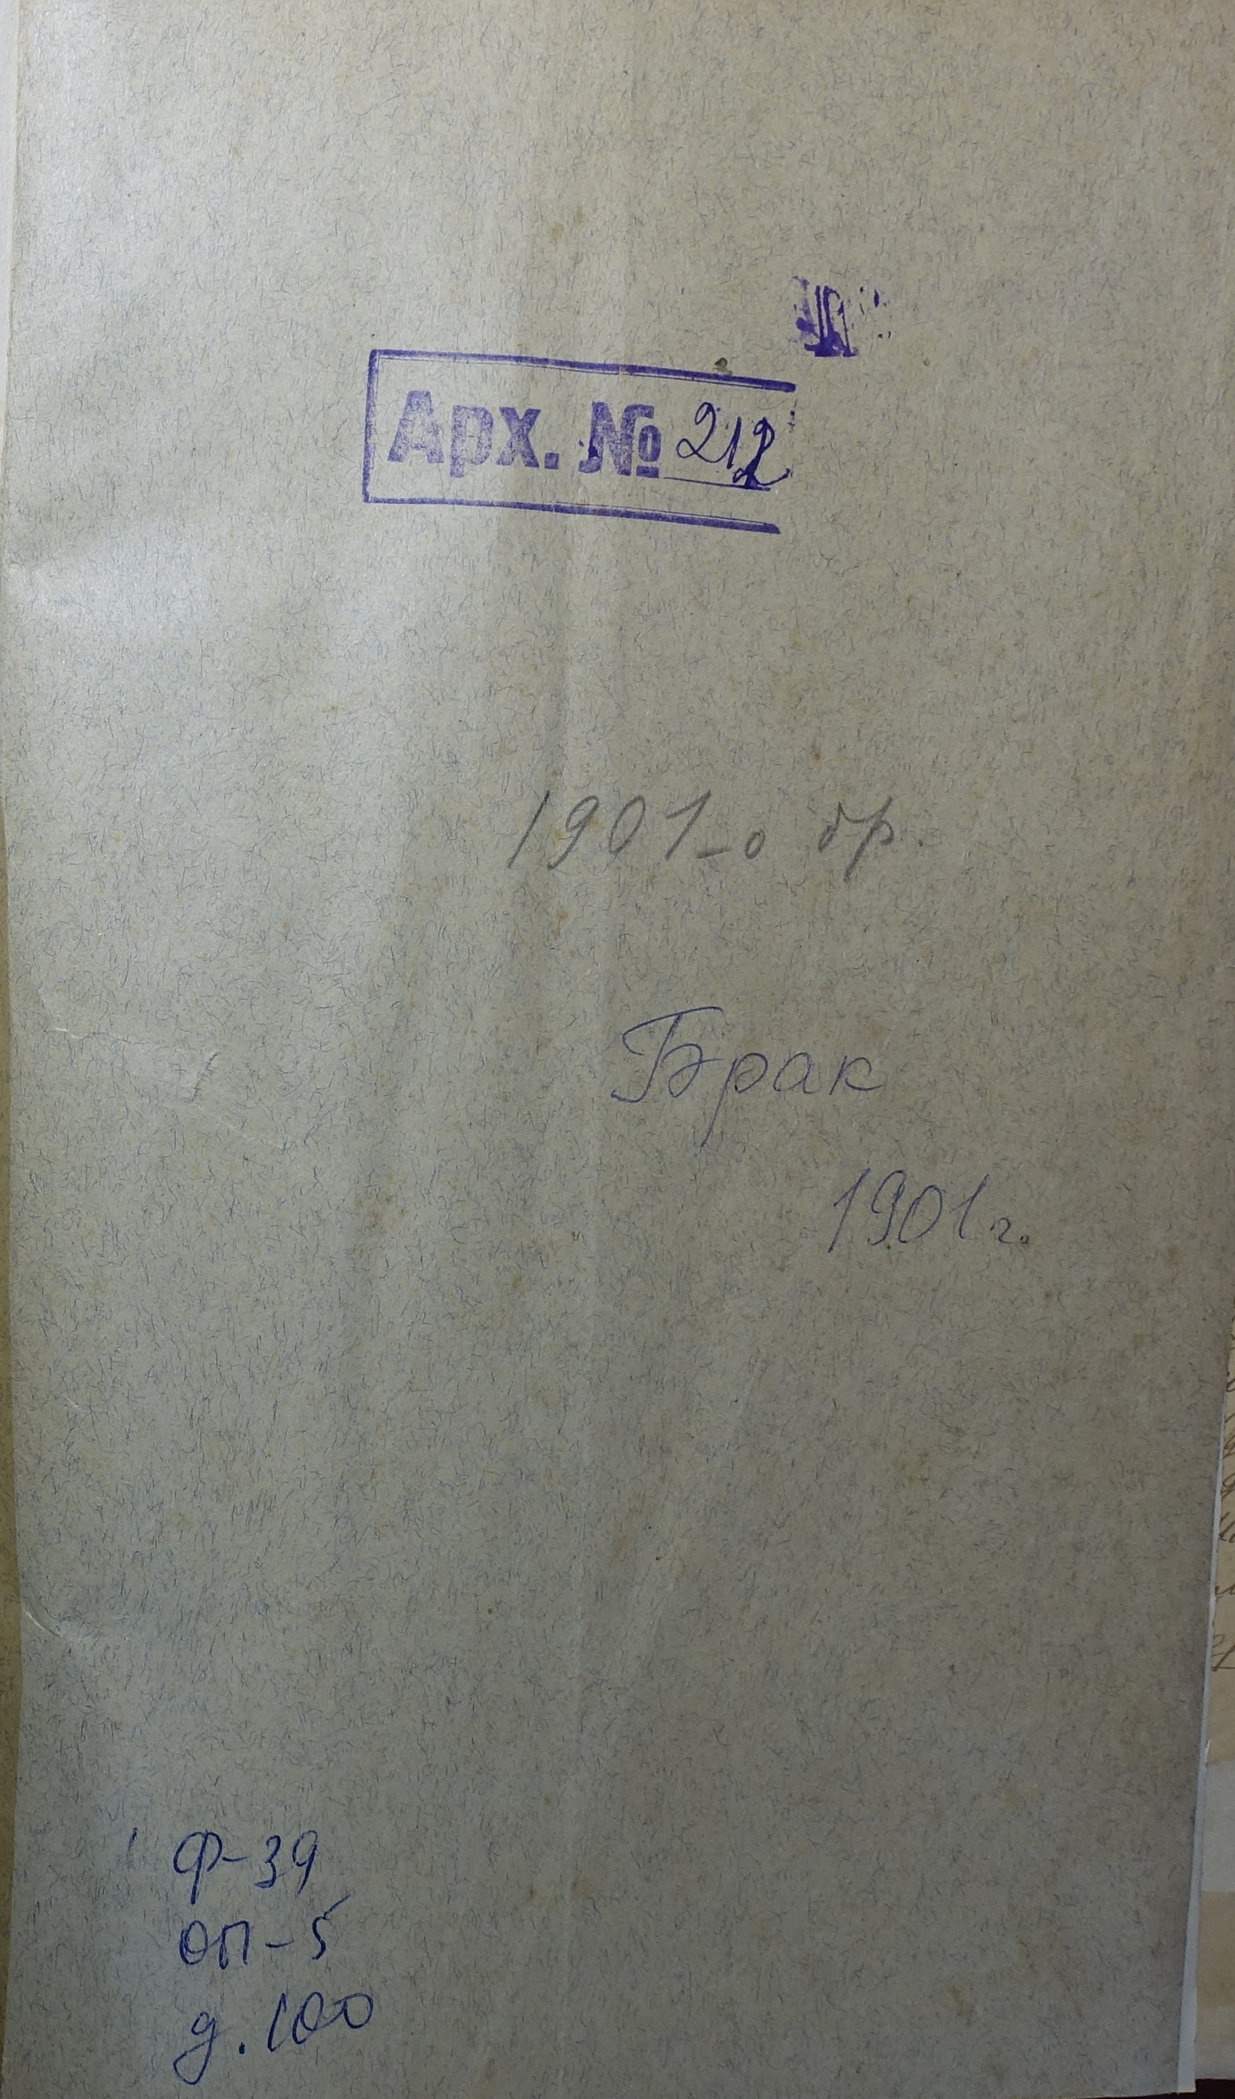 Арх. № 212
1901-о бр.
Брак
1901 г.
Ф-39
оп-5
д. 100